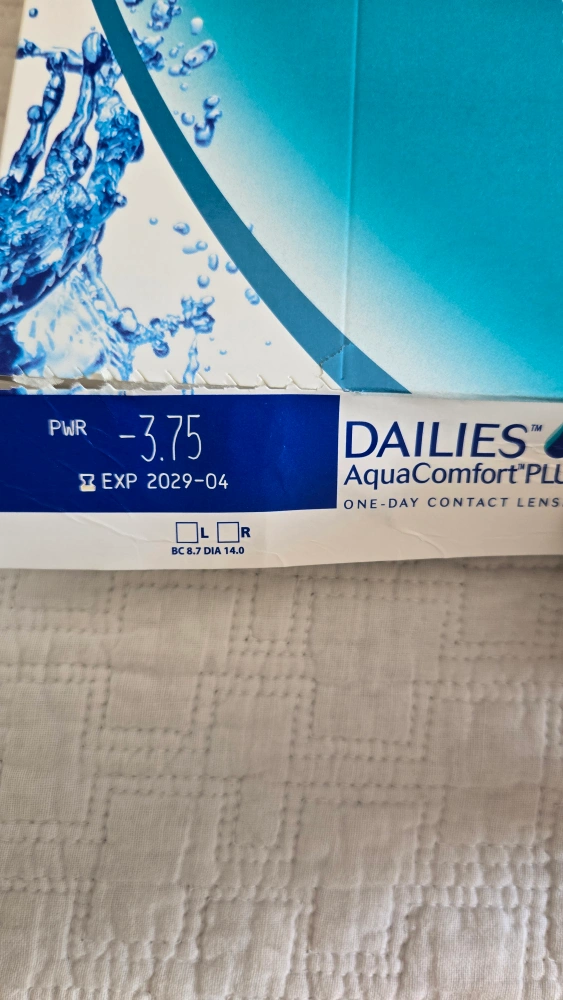 PWR -3.75
EXP 2029-04
L R
BC 8.7 DIA 14.0
DAILIES™
AquaComfort™PLU
ONE-DAY CONTACT LENS